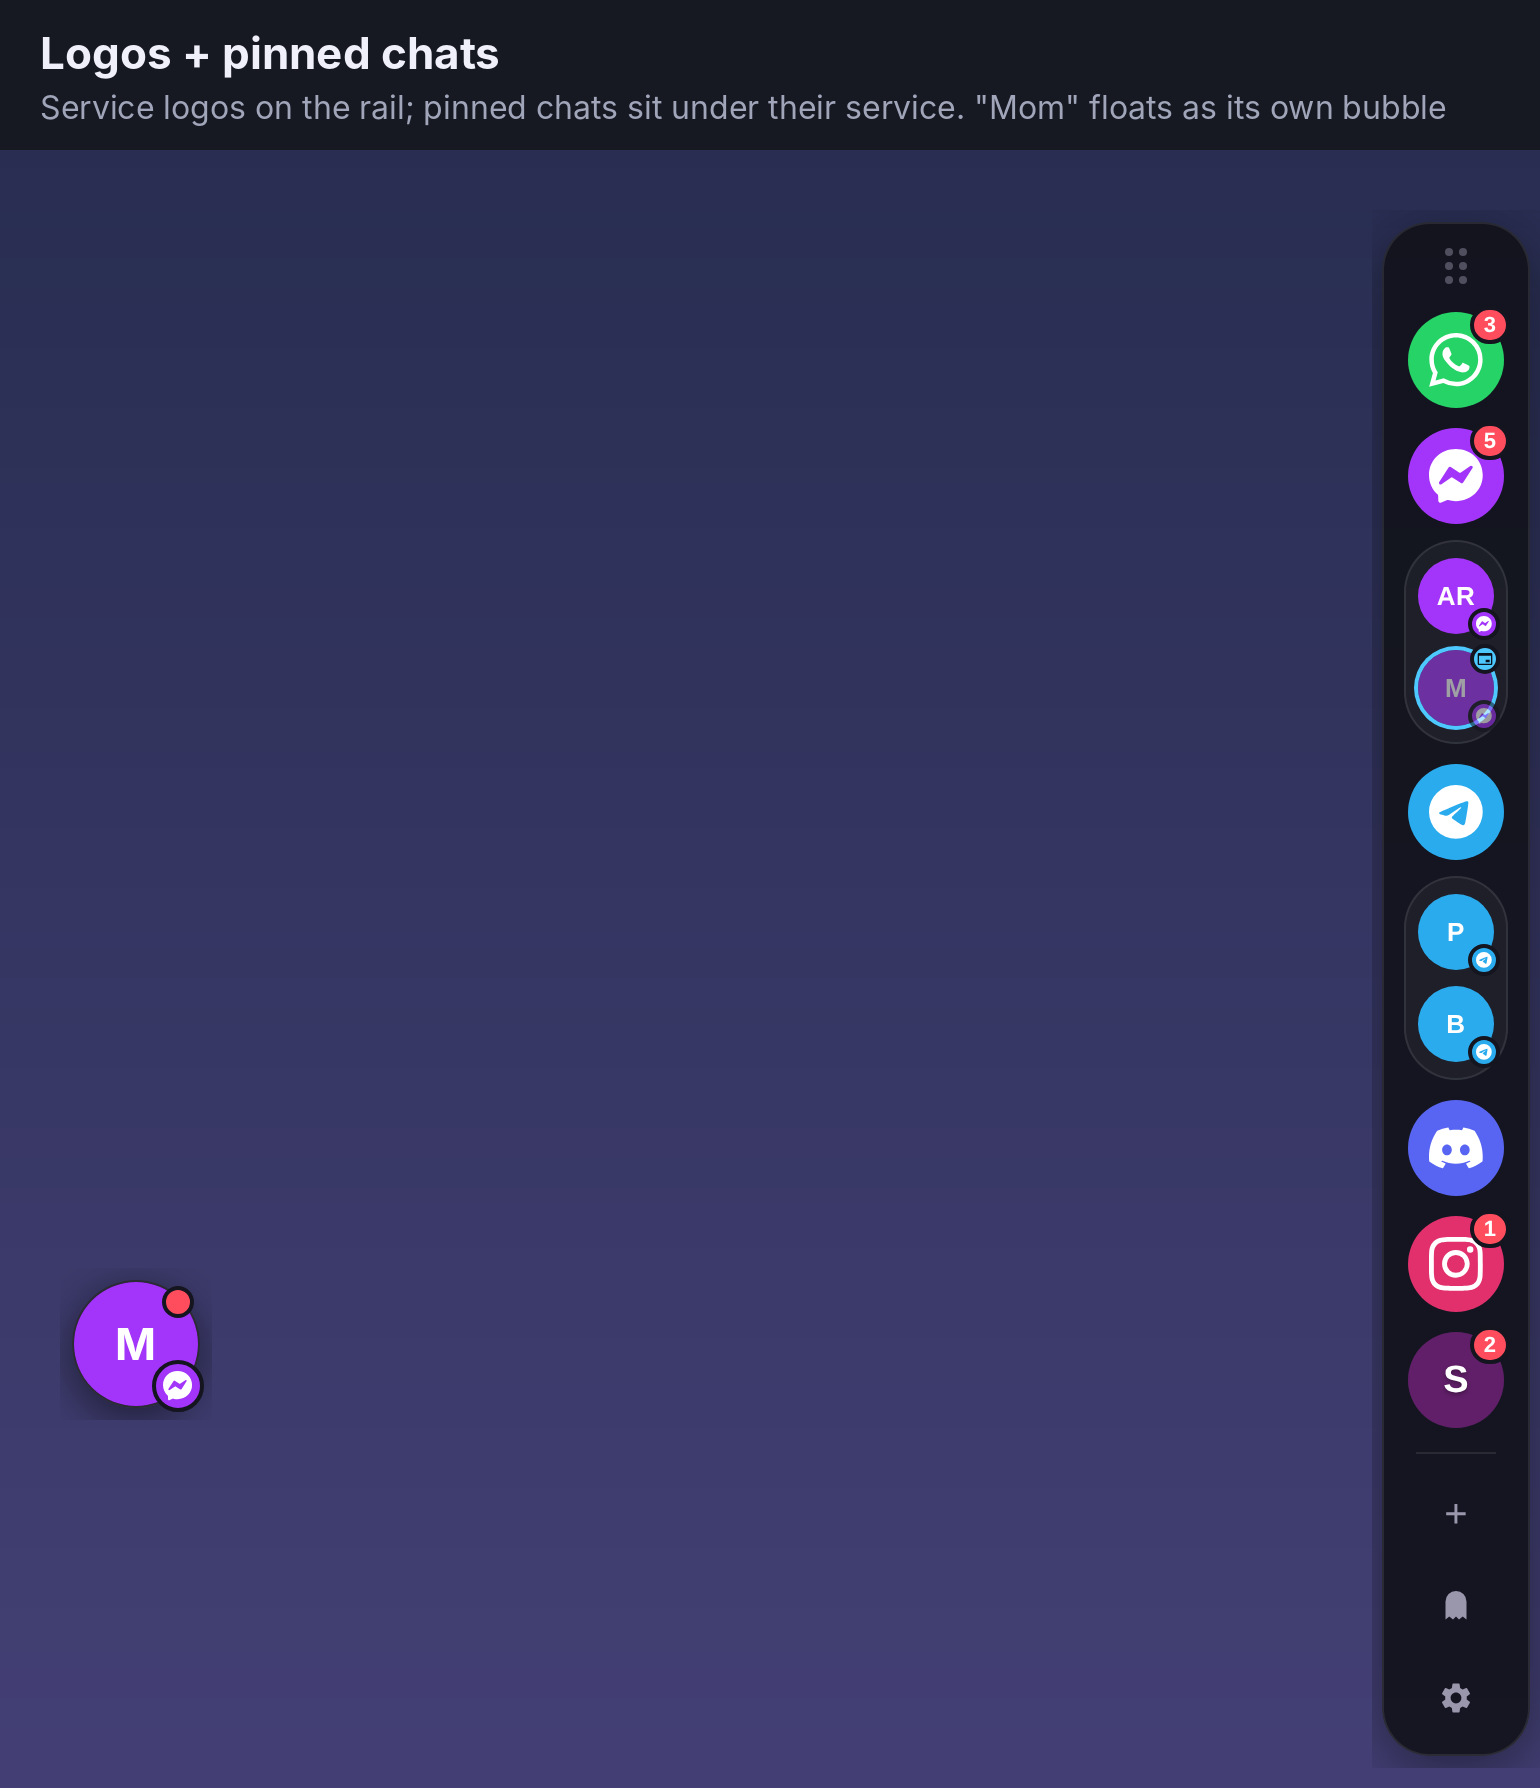 Logos + pinned chats
Service logos on the rail; pinned chats sit under their service. "Mom" floats as its own bubble
3
5
AR
M
P
B
1
M
2
S